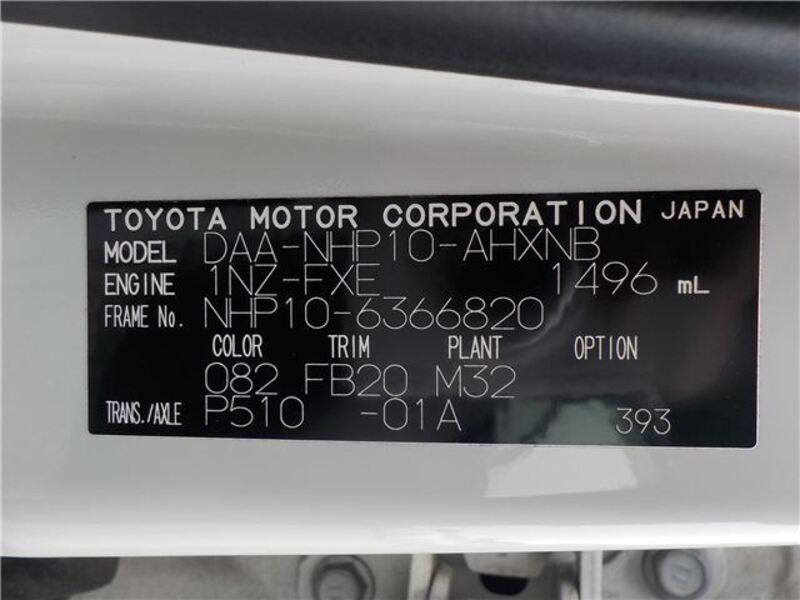 TOYOTA MOTOR CORPORATION JAPAN
MODEL DAA-NHP10-AHXNB
ENGINE 1NZ-FXE 1496 mL
FRAME No. NHP10-6366820
COLOR TRIM PLANT OPTION
082 FB20 M32
TRANS./AXLE P510 -01A 393